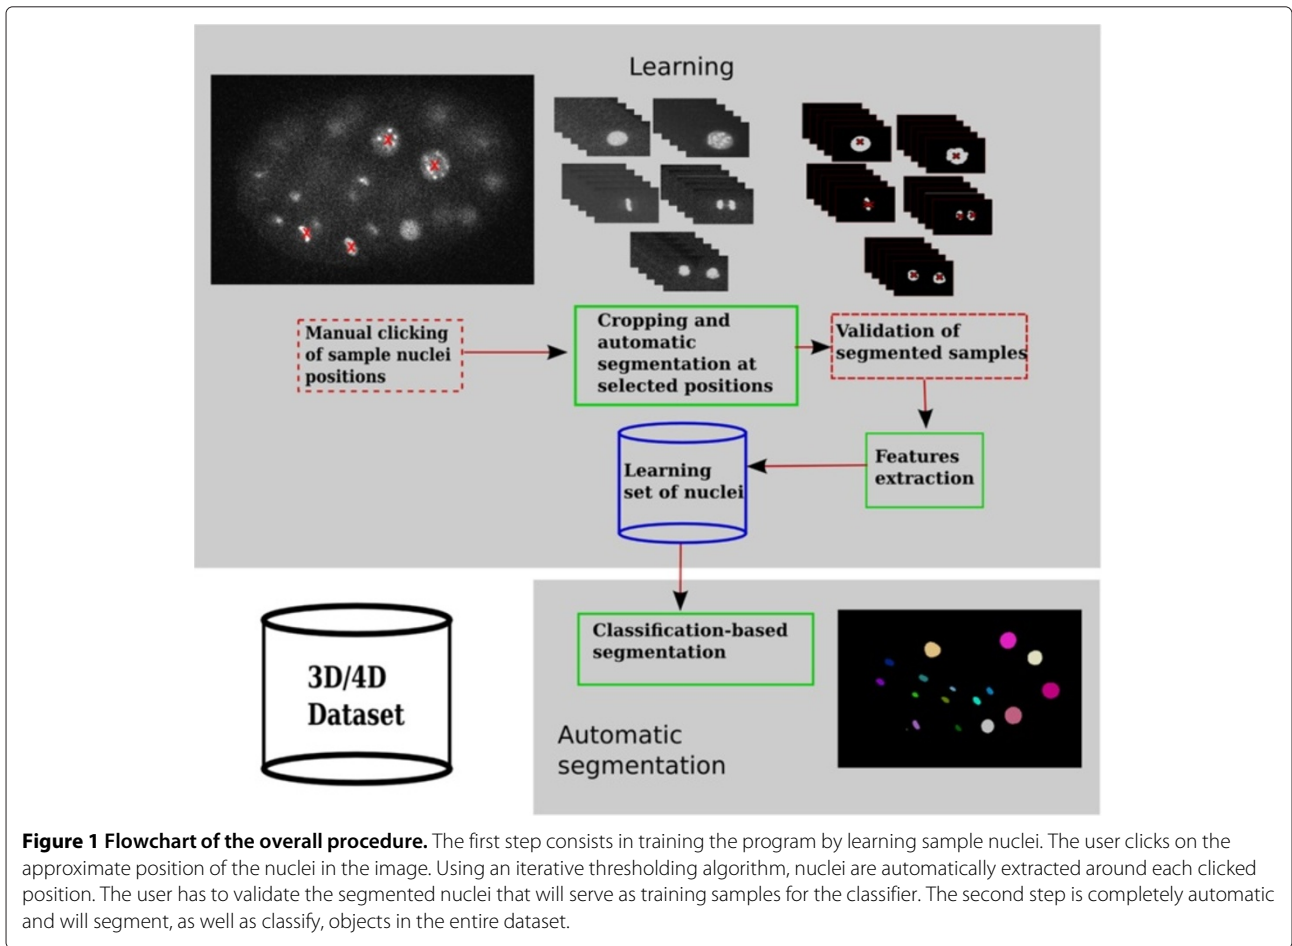 Learning
Manual clicking
of sample nuclei
positions
Cropping and
automatic
segmentation at
selected positions
Validation of
segmented samples
Features
extraction
Learning
set of nuclei
3D/4D
Dataset
Classification-based
segmentation
Automatic
segmentation
Figure 1 Flowchart of the overall procedure. The first step consists in training the program by learning sample nuclei. The user clicks on the
approximate position of the nuclei in the image. Using an iterative thresholding algorithm, nuclei are automatically extracted around each clicked
position. The user has to validate the segmented nuclei that will serve as training samples for the classifier. The second step is completely automatic
and will segment, as well as classify, objects in the entire dataset.